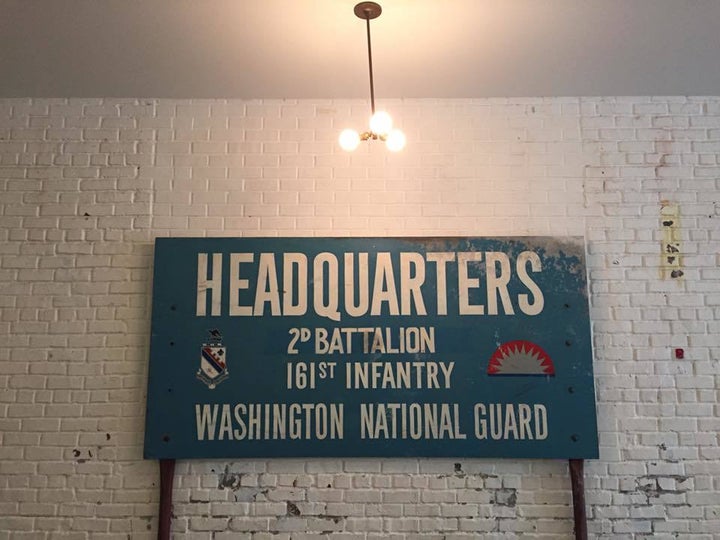 HEADQUARTERS
2D BATTALION
161ST INFANTRY
WASHINGTON NATIONAL GUARD